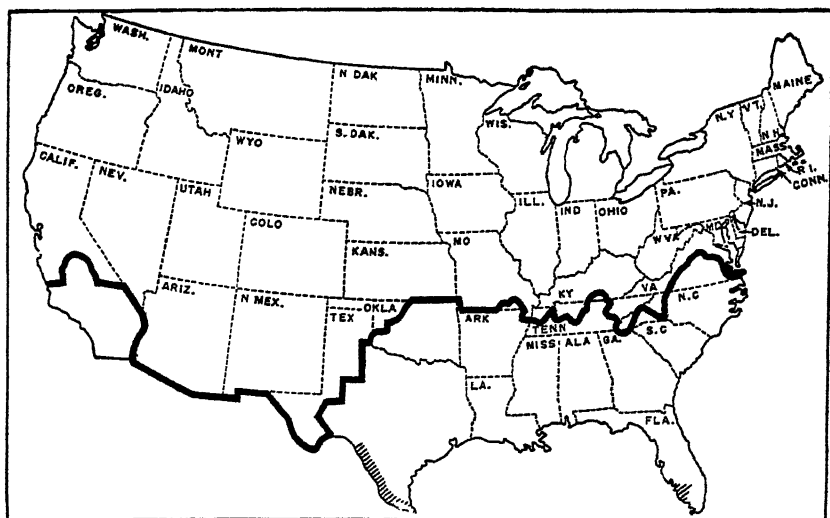 WASH.
MONT
N DAK
MINN.
MAINE
VT.
N.Y
N H
MASS
R I.
CONN.
OREG.
IDAHO
S. DAK.
WIS.
WYO
CALIF.
NEV.
UTAH
NEBR.
IOWA
PA.
N.J.
COLO
ILL.
IND
OHIO
MD
DEL.
W VA
KANS.
MO
KY
VA
ARIZ.
N MEX.
TEX
OKLA
ARK
TENN
N.C
S.C
MISS
ALA
GA.
LA.
FLA.